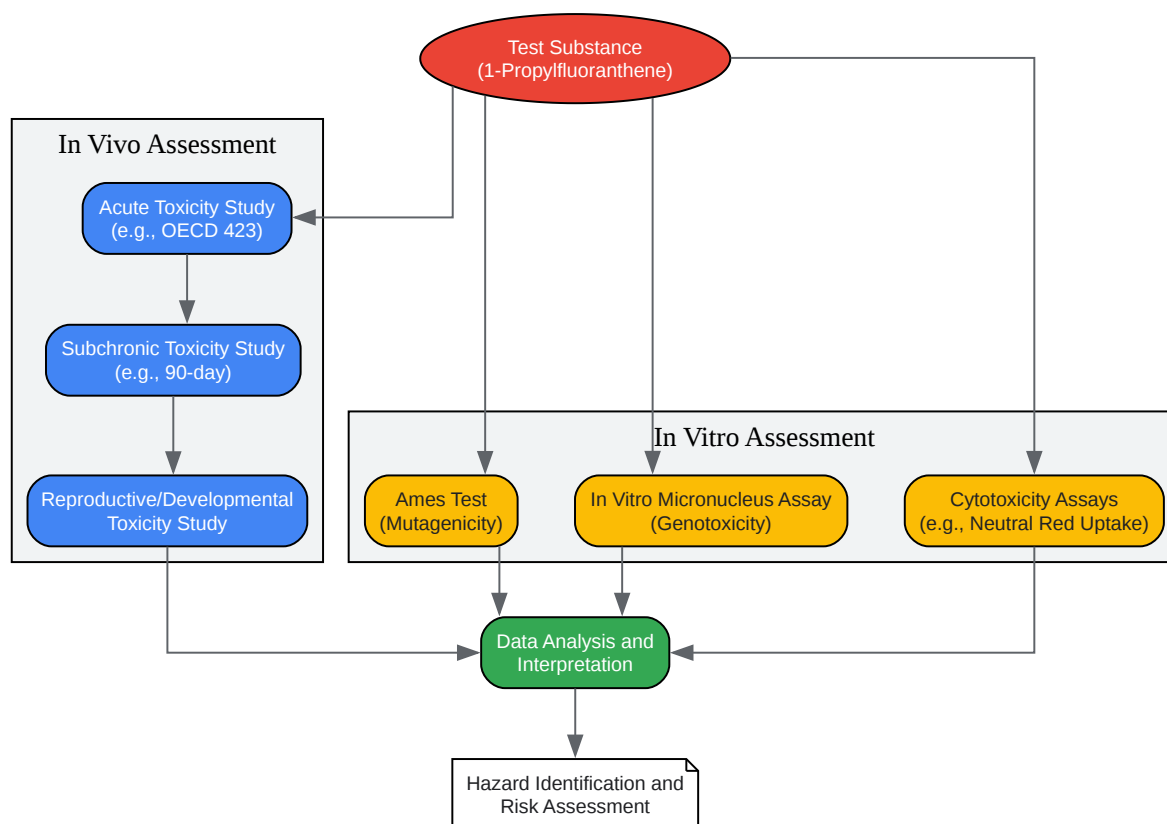 Test Substance
(1-Propylfluoranthene)
In Vivo Assessment
Acute Toxicity Study
(e.g., OECD 423)
Subchronic Toxicity Study
(e.g., 90-day)
Reproductive/Developmental
Toxicity Study
In Vitro Assessment
Ames Test
(Mutagenicity)
In Vitro Micronucleus Assay
(Genotoxicity)
Cytotoxicity Assays
(e.g., Neutral Red Uptake)
Data Analysis and
Interpretation
Hazard Identification and
Risk Assessment